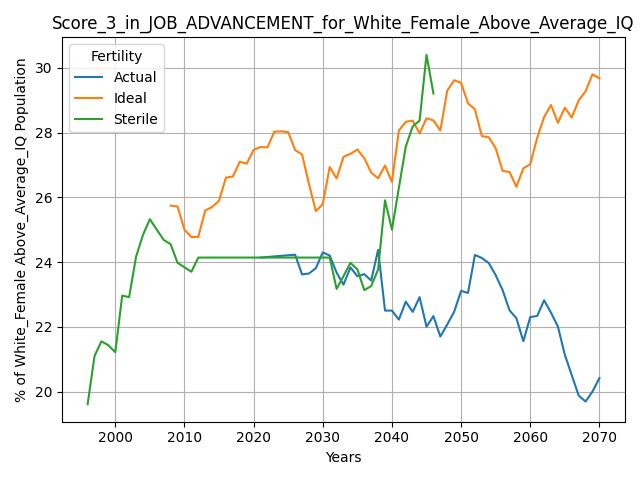 Score_3_in_JOB_ADVANCEMENT_for_White_Female_Above_Average_IQ
% of White_Female Above_Average_IQ Population
30
28
26
24
22
20
Fertility
Actual
Ideal
Sterile
2000 2010 2020 2030 2040 2050 2060 2070
Years